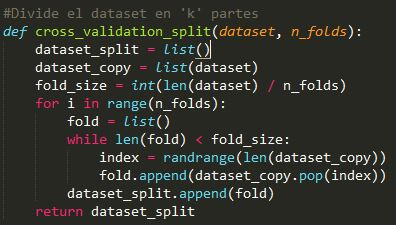 #Divide el dataset en 'k' partes
def cross_validation_split(dataset, n_folds):
    dataset_split = list()
    dataset_copy = list(dataset)
    fold_size = int(len(dataset) / n_folds)
    for i in range(n_folds):
        fold = list()
        while len(fold) < fold_size:
            index = randrange(len(dataset_copy))
            fold.append(dataset_copy.pop(index))
        dataset_split.append(fold)
    return dataset_split